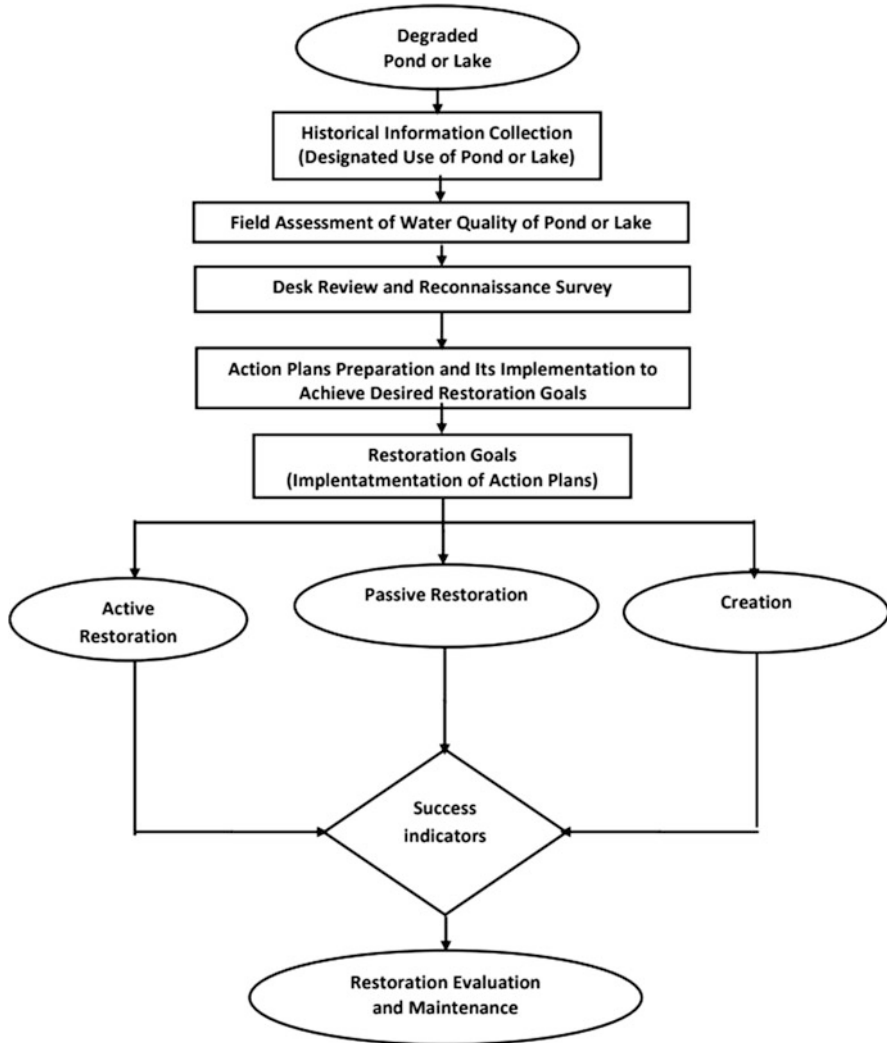 Degraded
Pond or Lake
Historical Information Collection
(Designated Use of Pond or Lake)
Field Assessment of Water Quality of Pond or Lake
Desk Review and Reconnaissance Survey
Action Plans Preparation and Its Implementation to
Achieve Desired Restoration Goals
Restoration Goals
(Implentatmentation of Action Plans)
Active
Restoration
Passive Restoration
Creation
Success
indicators
Restoration Evaluation
and Maintenance